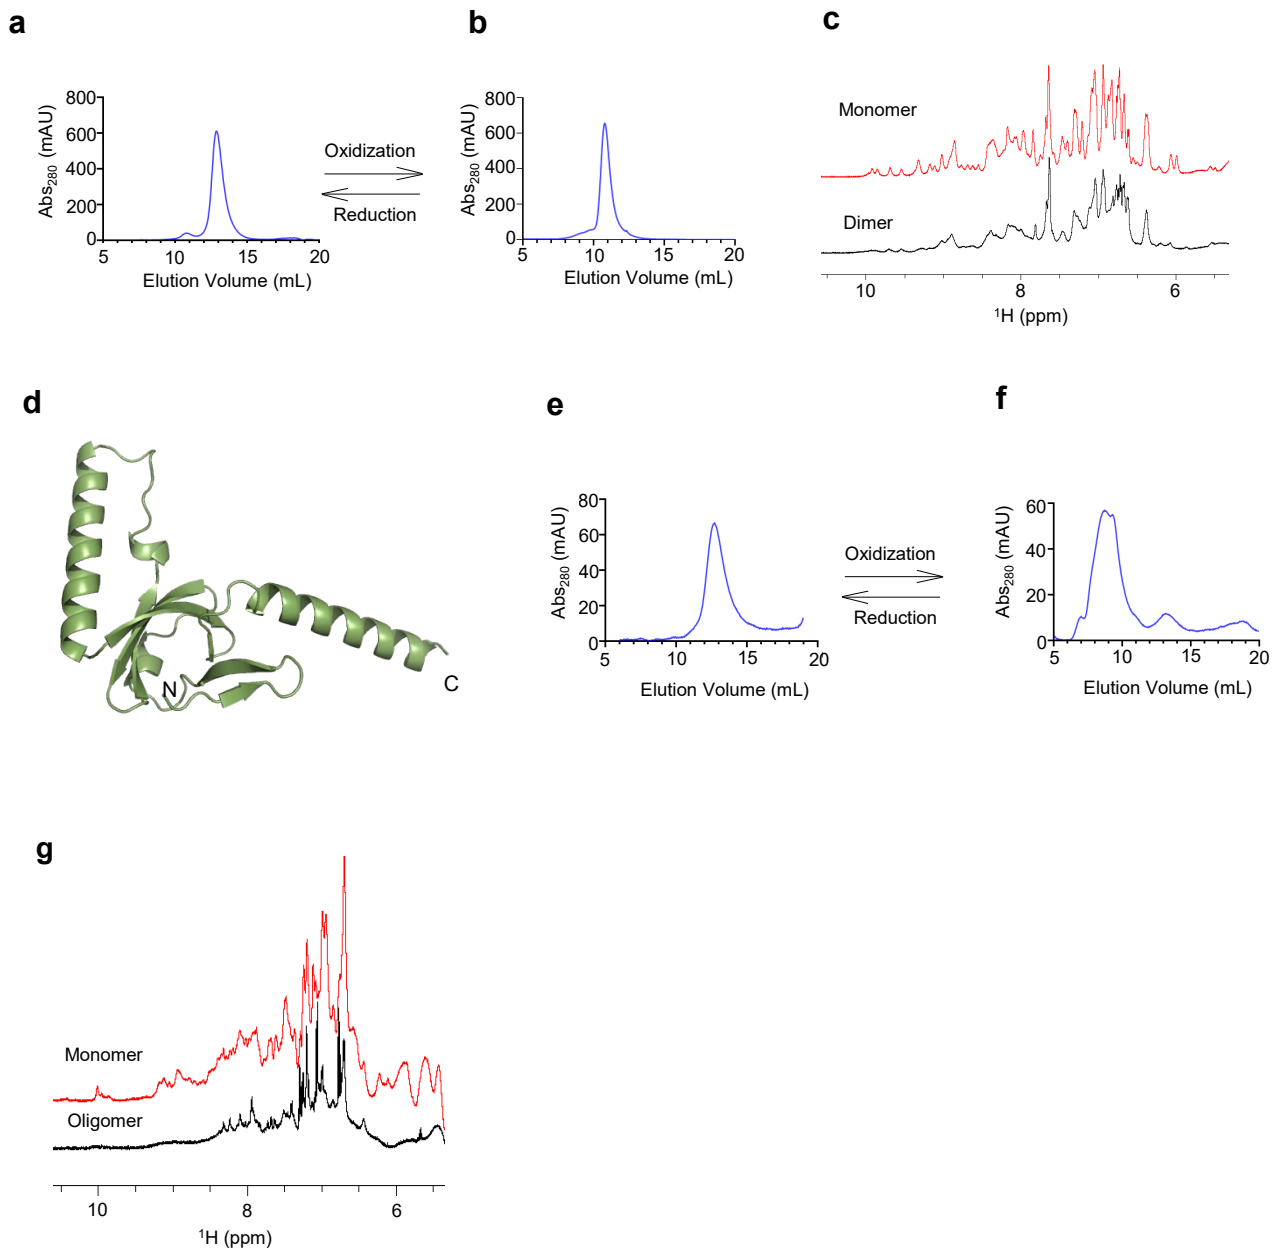 a
b
c
800
600
400
200
0
Abs280 (mAU)
5
10
15
20
Elution Volume (mL)
Oxidization
Reduction
800
600
400
200
0
Abs280 (mAU)
5
10
15
20
Elution Volume (mL)
Monomer
Dimer
10
8
6
1H (ppm)
d
e
f
N
C
80
60
40
20
0
Abs280 (mAU)
5
10
15
20
Elution Volume (mL)
Oxidization
Reduction
60
40
20
0
Abs280 (mAU)
5
10
15
20
Elution Volume (mL)
g
Monomer
Oligomer
10
8
6
1H (ppm)